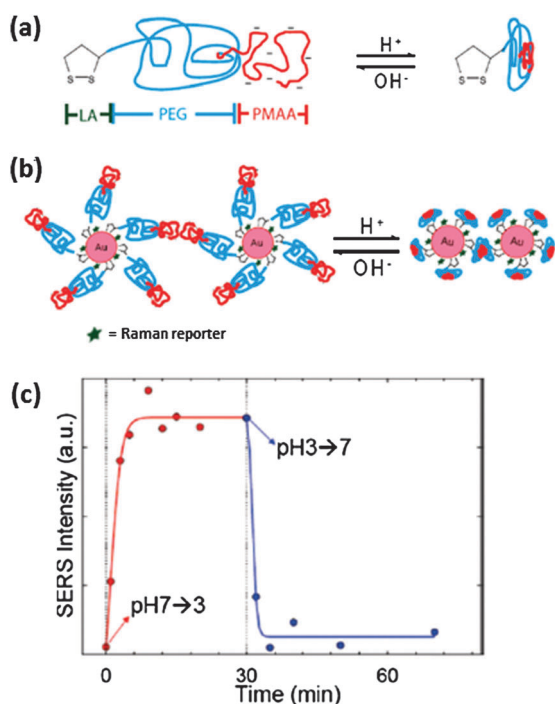 (a)
S-S
H⁺
OH⁻
S-S
LA PEG PMAA
(b)
Au Au
H⁺
OH⁻
Au Au
= Raman reporter
(c)
SERS Intensity (a.u.)
pH3→7
pH7→3
0 30 60
Time (min)